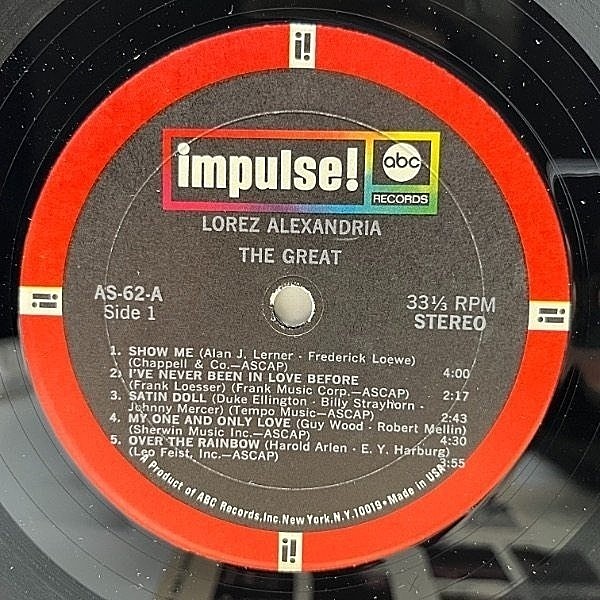 i!
impulse! abc
RECORDS
LOREZ ALEXANDRIA
THE GREAT
AS-62-A
Side 1
33⅓ RPM
STEREO
i!
i!
1. SHOW ME (Alan J. Lerner - Frederick Loewe)
(Chappell & Co.—ASCAP) 4:00
2. I'VE NEVER BEEN IN LOVE BEFORE
(Frank Loesser) (Frank Music Corp.—ASCAP) 2:17
3. SATIN DOLL (Duke Ellington - Billy Strayhorn -
Johnny Mercer) (Tempo Music—ASCAP) 2:43
4. MY ONE AND ONLY LOVE (Guy Wood - Robert Mellin)
(Sherwin Music Inc.—ASCAP) 4:30
5. OVER THE RAINBOW (Harold Arlen - E. Y. Harburg)
(Leo Feist, Inc.—ASCAP) 3:55
A Product of ABC Records, Inc. New York, N.Y. 10019 • Made in USA
i!